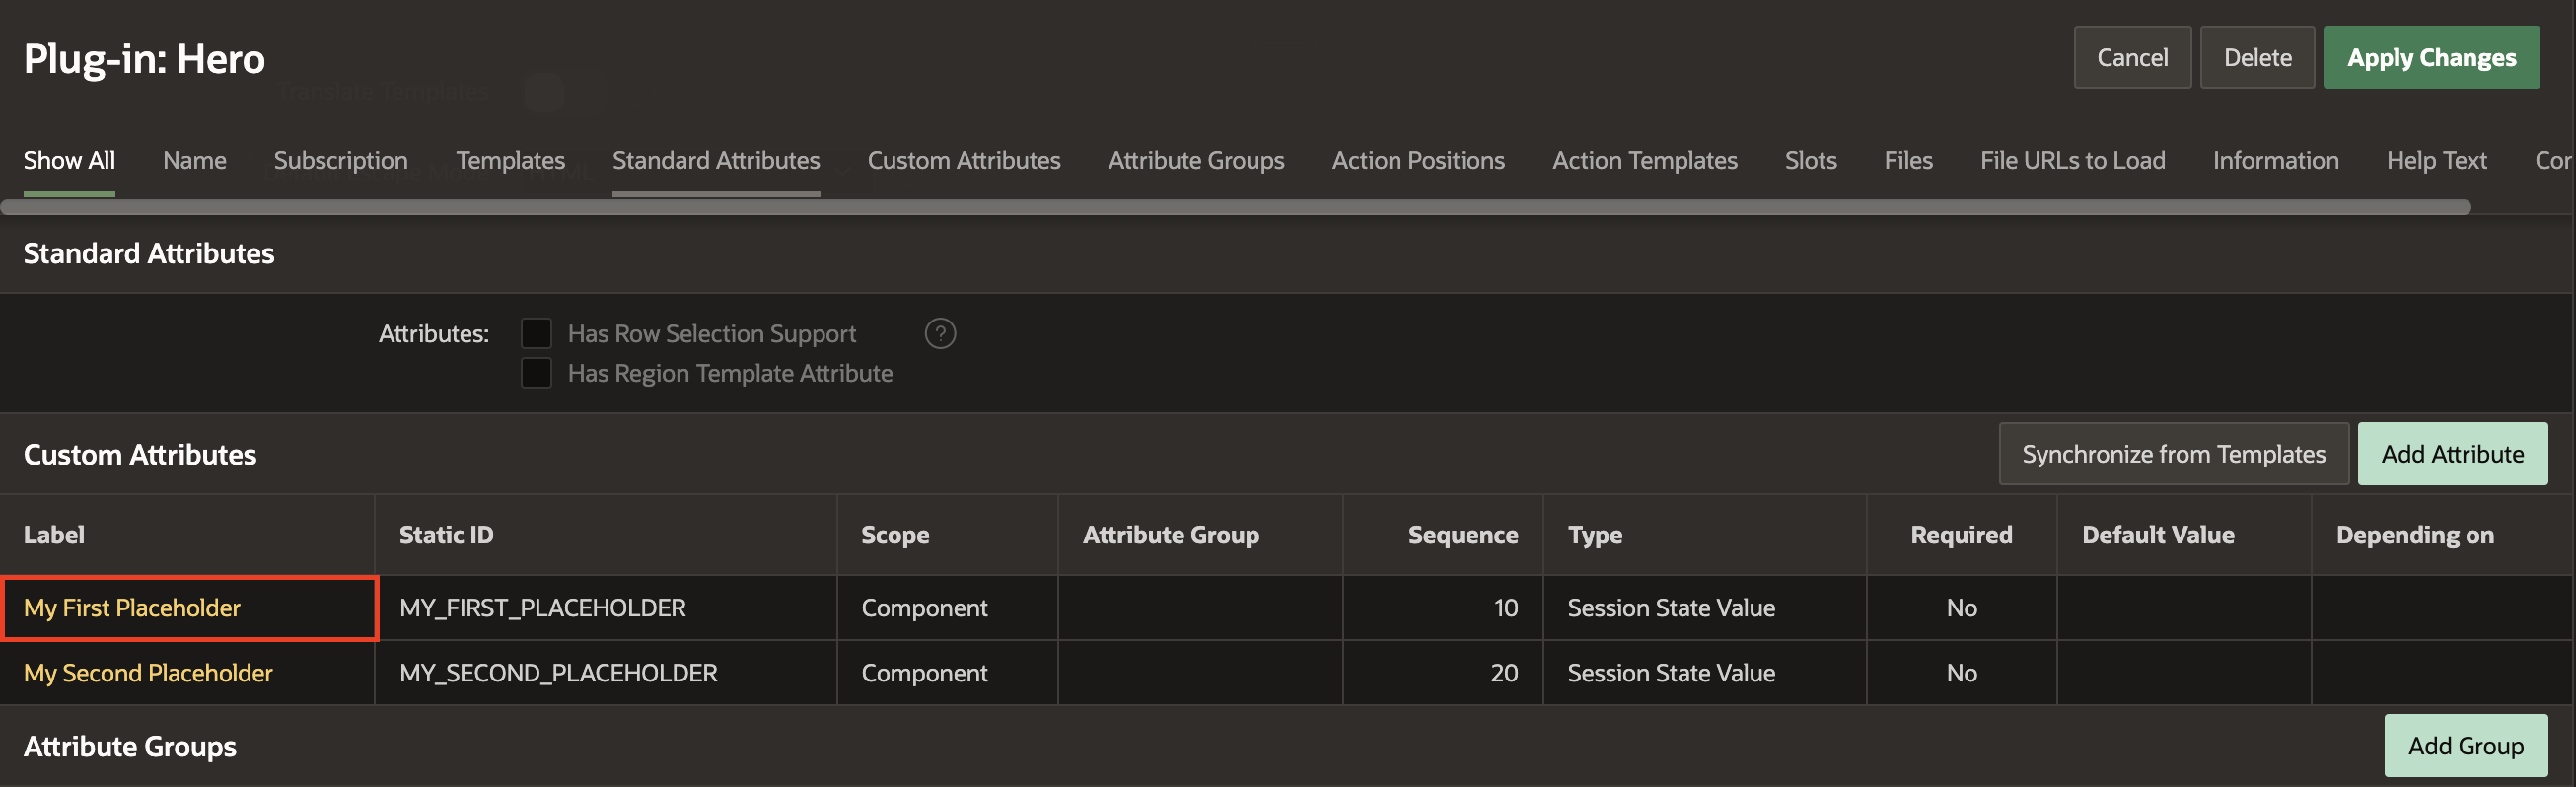 Plug-in: Hero
Cancel
Delete
Apply Changes
Translate Templates
Show All
Name
Subscription
Templates
Standard Attributes
Custom Attributes
Attribute Groups
Action Positions
Action Templates
Slots
Files
File URLs to Load
Information
Help Text
Cor
Standard Attributes
Attributes:
Has Row Selection Support
?
Has Region Template Attribute
Custom Attributes
Synchronize from Templates
Add Attribute
Label Static ID Scope Attribute Group Sequence Type Required Default Value Depending on
My First Placeholder MY_FIRST_PLACEHOLDER Component 10 Session State Value No
My Second Placeholder MY_SECOND_PLACEHOLDER Component 20 Session State Value No
Attribute Groups
Add Group